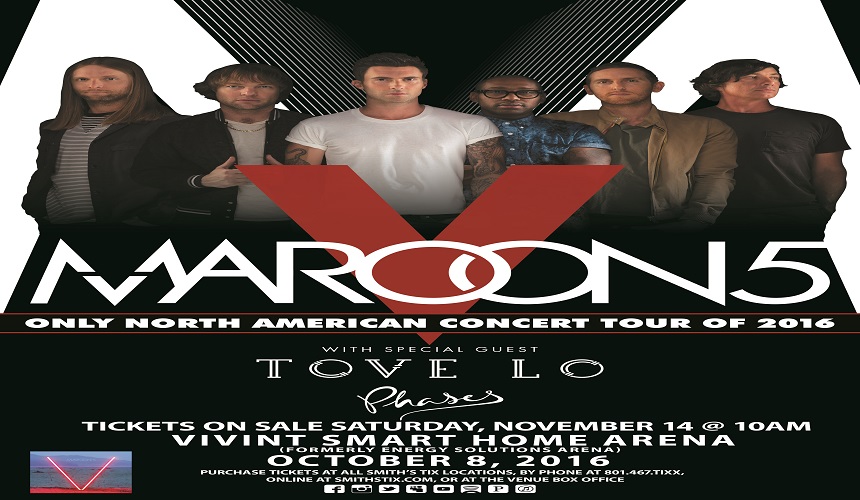 V
MAROON 5
ONLY NORTH AMERICAN CONCERT TOUR OF 2016
WITH SPECIAL GUEST
TOVE LO
Phases
TICKETS ON SALE SATURDAY, NOVEMBER 14 @ 10AM
VIVINT SMART HOME ARENA
(FORMERLY ENERGY SOLUTIONS ARENA)
OCTOBER 8, 2016
PURCHASE TICKETS AT ALL SMITH'S TIX LOCATIONS, BY PHONE AT 801.467.TIXX,
ONLINE AT SMITHSTIX.COM, OR AT THE VENUE BOX OFFICE